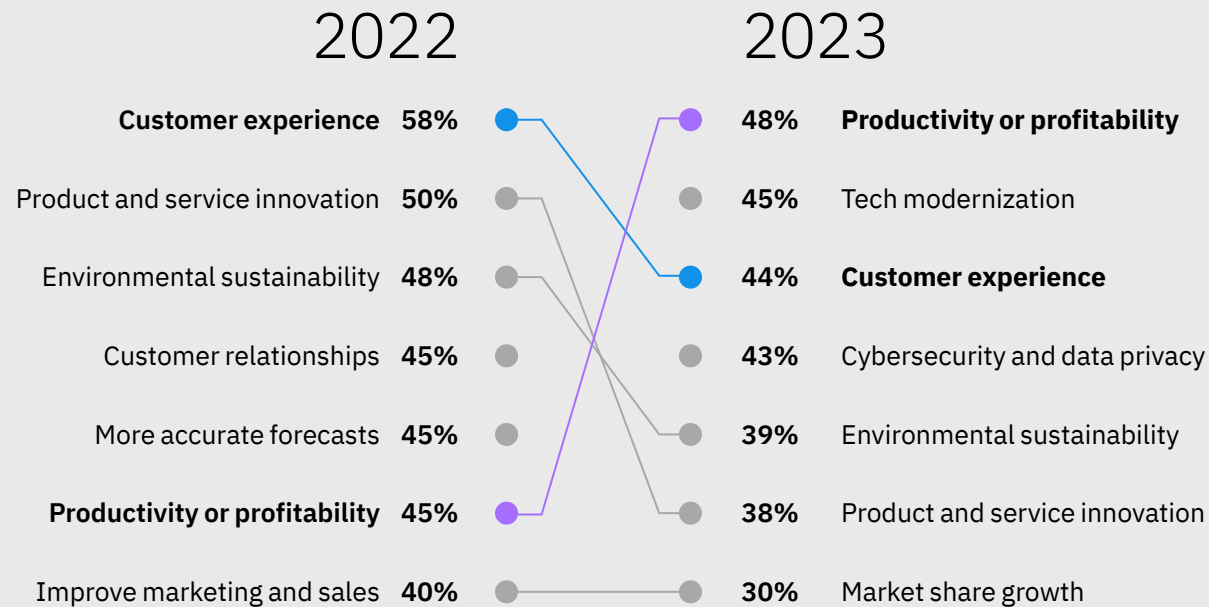 2022 2023
Customer experience 58% 48% Productivity or profitability
Product and service innovation 50% 45% Tech modernization
Environmental sustainability 48% 44% Customer experience
Customer relationships 45% 43% Cybersecurity and data privacy
More accurate forecasts 45% 39% Environmental sustainability
Productivity or profitability 45% 38% Product and service innovation
Improve marketing and sales 40% 30% Market share growth